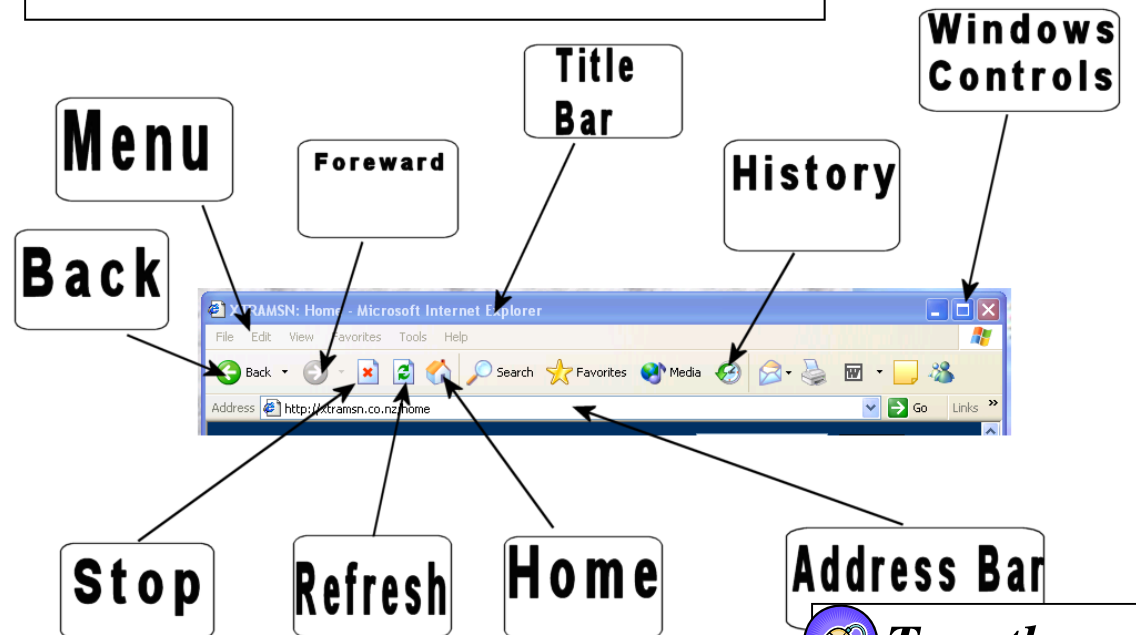 Windows
Controls
Title
Bar
Menu
Foreward
History
Back
XTRAMSN: Home - Microsoft Internet Explorer
File Edit View Favorites Tools Help
Back Search Favorites Media
Address http://xtramsn.co.nz/home Go Links »
Stop
Refresh
Home
Address Bar